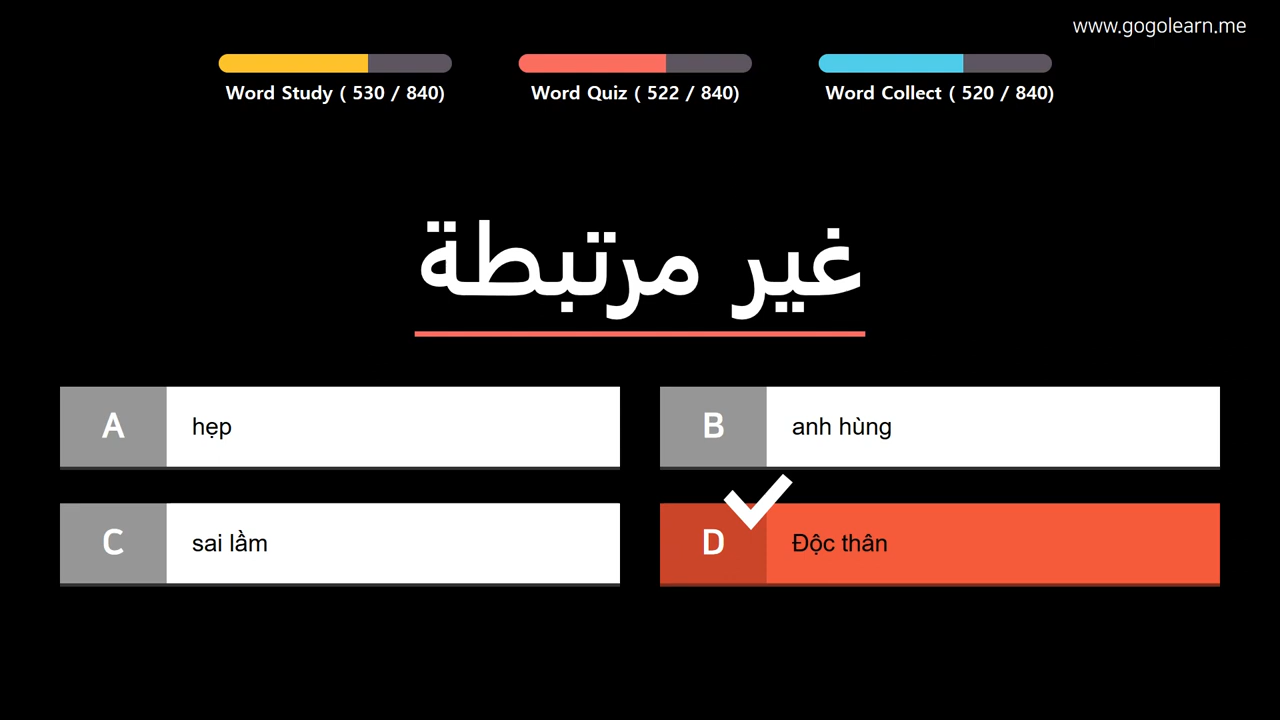 www.gogolearn.me
Word Study ( 530 / 840)
Word Quiz ( 522 / 840)
Word Collect ( 520 / 840)
غير مرتبطة
A
hẹp
B
anh hùng
C
sai lầm
D
Độc thân